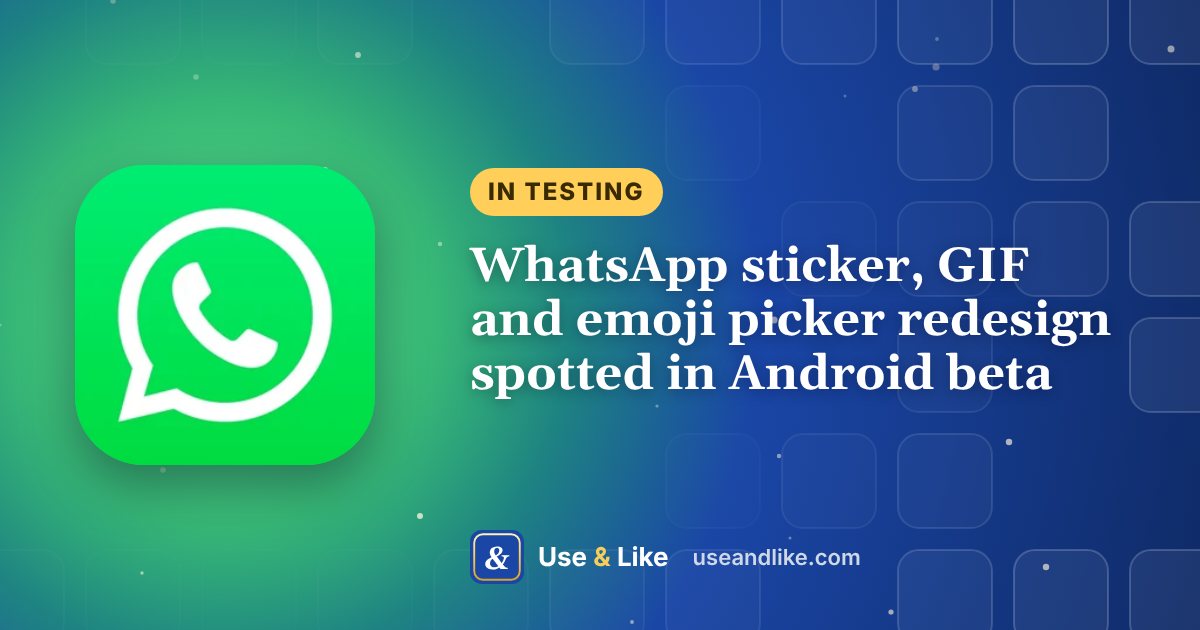 IN TESTING
WhatsApp sticker, GIF
and emoji picker redesign
spotted in Android beta
& Use & Like useandlike.com